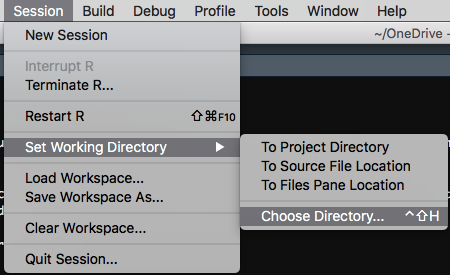 Session Build Debug Profile Tools Window Help
~/OneDrive -
New Session
Interrupt R
Terminate R...
Restart R ⇧⌘F10
Set Working Directory ▶
To Project Directory
To Source File Location
To Files Pane Location
Choose Directory... ^⇧H
Load Workspace...
Save Workspace As...
Clear Workspace...
Quit Session...